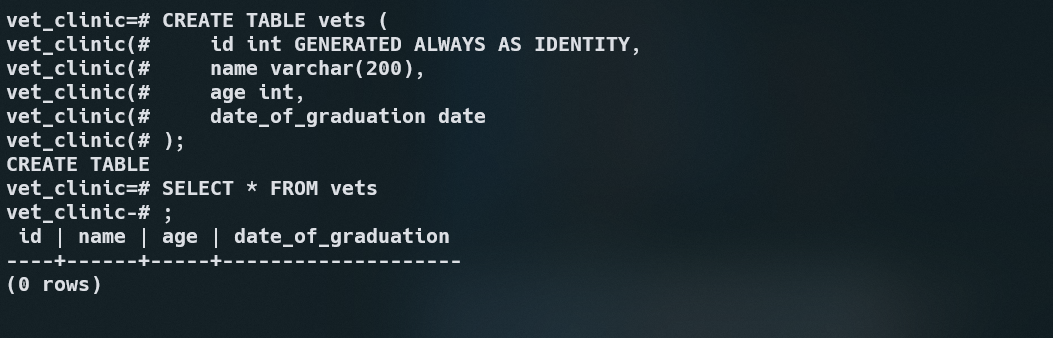 vet_clinic=# CREATE TABLE vets (
vet_clinic(#     id int GENERATED ALWAYS AS IDENTITY,
vet_clinic(#     name varchar(200),
vet_clinic(#     age int,
vet_clinic(#     date_of_graduation date
vet_clinic(# );
CREATE TABLE
vet_clinic=# SELECT * FROM vets
vet_clinic-# ;
 id | name | age | date_of_graduation
----+------+-----+--------------------
(0 rows)